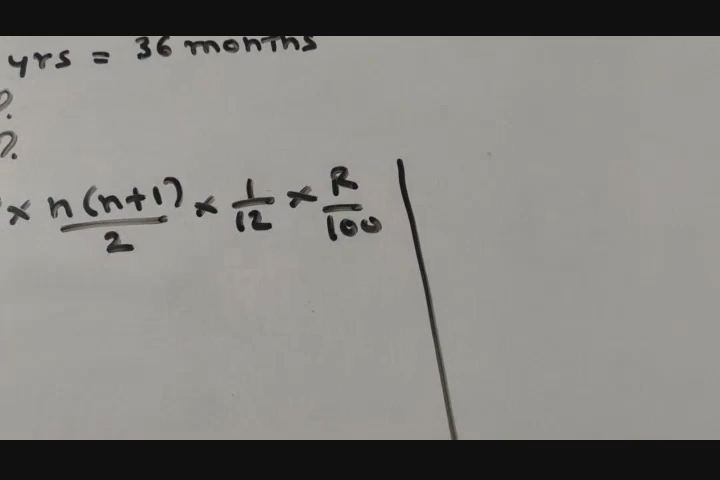 yrs = 36 months
?
?
× n(n+1)/2 × 1/12 × R/100